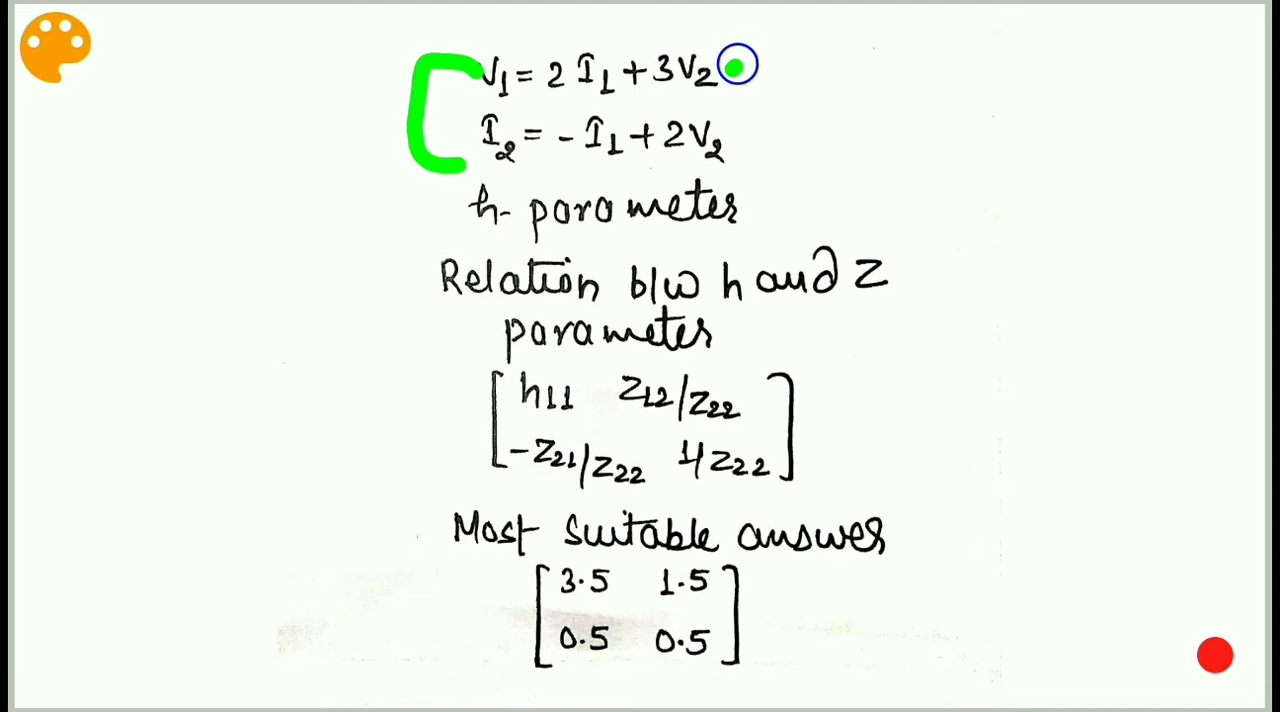 V1 = 2 I1 + 3V2
I2 = - I1 + 2V2
h- parameter
Relation b/w h and Z
parameter
h11 Z12/Z22
-Z21/Z22 1/Z22
Most suitable answer
3.5 1.5
0.5 0.5